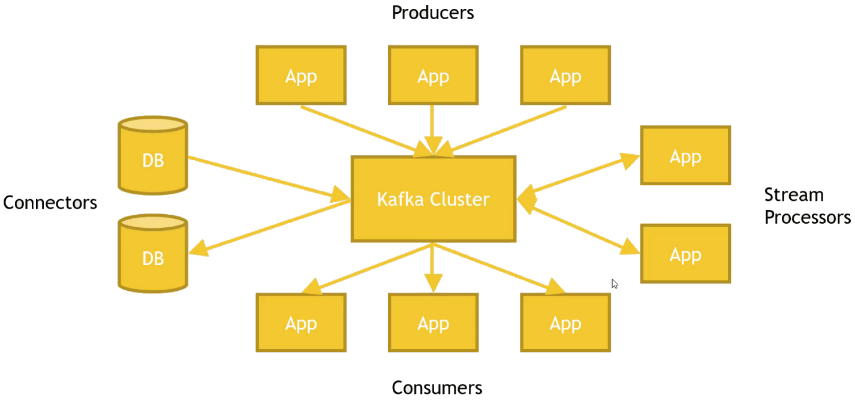 Producers
App
App
App
DB
App
Connectors
Kafka Cluster
Stream
Processors
DB
App
App
App
App
Consumers